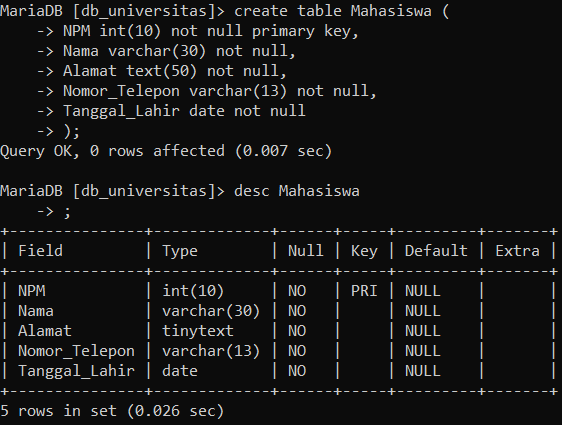 MariaDB [db_universitas]> create table Mahasiswa (
    -> NPM int(10) not null primary key,
    -> Nama varchar(30) not null,
    -> Alamat text(50) not null,
    -> Nomor_Telepon varchar(13) not null,
    -> Tanggal_Lahir date not null
    -> );
Query OK, 0 rows affected (0.007 sec)

MariaDB [db_universitas]> desc Mahasiswa
    -> ;
+---------------+-------------+------+-----+---------+-------+
| Field         | Type        | Null | Key | Default | Extra |
+---------------+-------------+------+-----+---------+-------+
| NPM           | int(10)     | NO   | PRI | NULL    |       |
| Nama          | varchar(30) | NO   |     | NULL    |       |
| Alamat        | tinytext    | NO   |     | NULL    |       |
| Nomor_Telepon | varchar(13) | NO   |     | NULL    |       |
| Tanggal_Lahir | date        | NO   |     | NULL    |       |
+---------------+-------------+------+-----+---------+-------+
5 rows in set (0.026 sec)